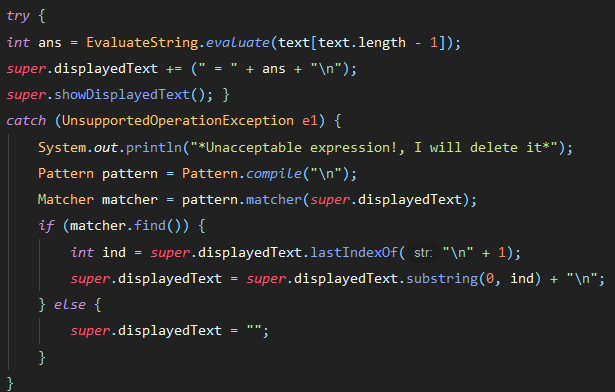 try {
int ans = EvaluateString.evaluate(text[text.length - 1]);
super.displayedText += (" = " + ans + "\n");
super.showDisplayedText(); }
catch (UnsupportedOperationException e1) {
System.out.println("*Unacceptable expression!, I will delete it*");
Pattern pattern = Pattern.compile("\n");
Matcher matcher = pattern.matcher(super.displayedText);
if (matcher.find()) {
int ind = super.displayedText.lastIndexOf( str: "\n" + 1);
super.displayedText = super.displayedText.substring(0, ind) + "\n";
} else {
super.displayedText = "";
}
}